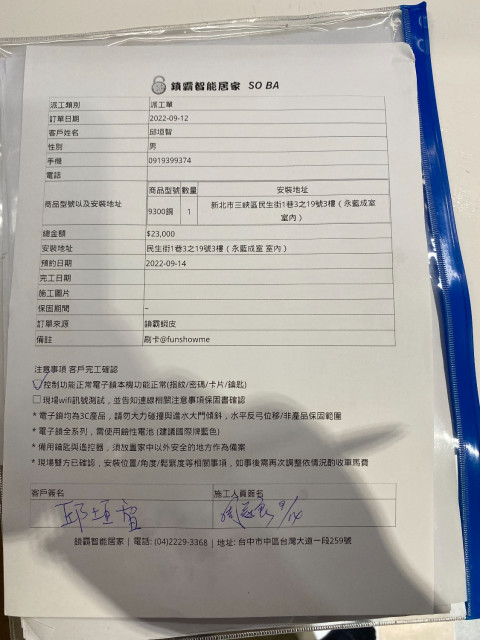 鎖霸智能居家 SO BA
派工類別 派工單
訂單日期 2022-09-12
客戶姓名 邱垣智
性別 男
手機 0919399374
電話
商品型號 數量 安裝地址
商品型號以及安裝地址 9300鋼 1 新北市三峽區民生街1巷3之19號3樓（永藍成室
室內）
總金額 $23,000
安裝地址 民生街1巷3之19號3樓（永藍成室 室內）
預約日期 2022-09-14
完工日期
施工圖片
保固期間 –
訂單來源 鎖霸蝦皮
備註 刷卡@funshowme
注意事項 客戶完工確認
控制功能正常電子鎖本機功能正常(指紋/密碼/卡片/鑰匙)
現場wifi訊號測試，並告知連線相關注意事項保固書確認
* 電子鎖均為3C產品，請勿大力碰撞與進水大門傾斜，水平反弓位移/非產品保固範圍
* 電子鎖全系列，需使用鹼性電池 (建議國際牌藍色)
* 備用鑰匙與遙控器，須放置家中以外安全的地方作為備案
* 現場雙方已確認，安裝位置/角度/鬆緊度等相關事項，如事後需再次調整依情況酌收車馬費
客戶簽名 施工人員簽名
邱垣智 9/14
鎖霸智能居家 | 電話: (04)2229-3368 | 地址: 台中市中區台灣大道一段259號